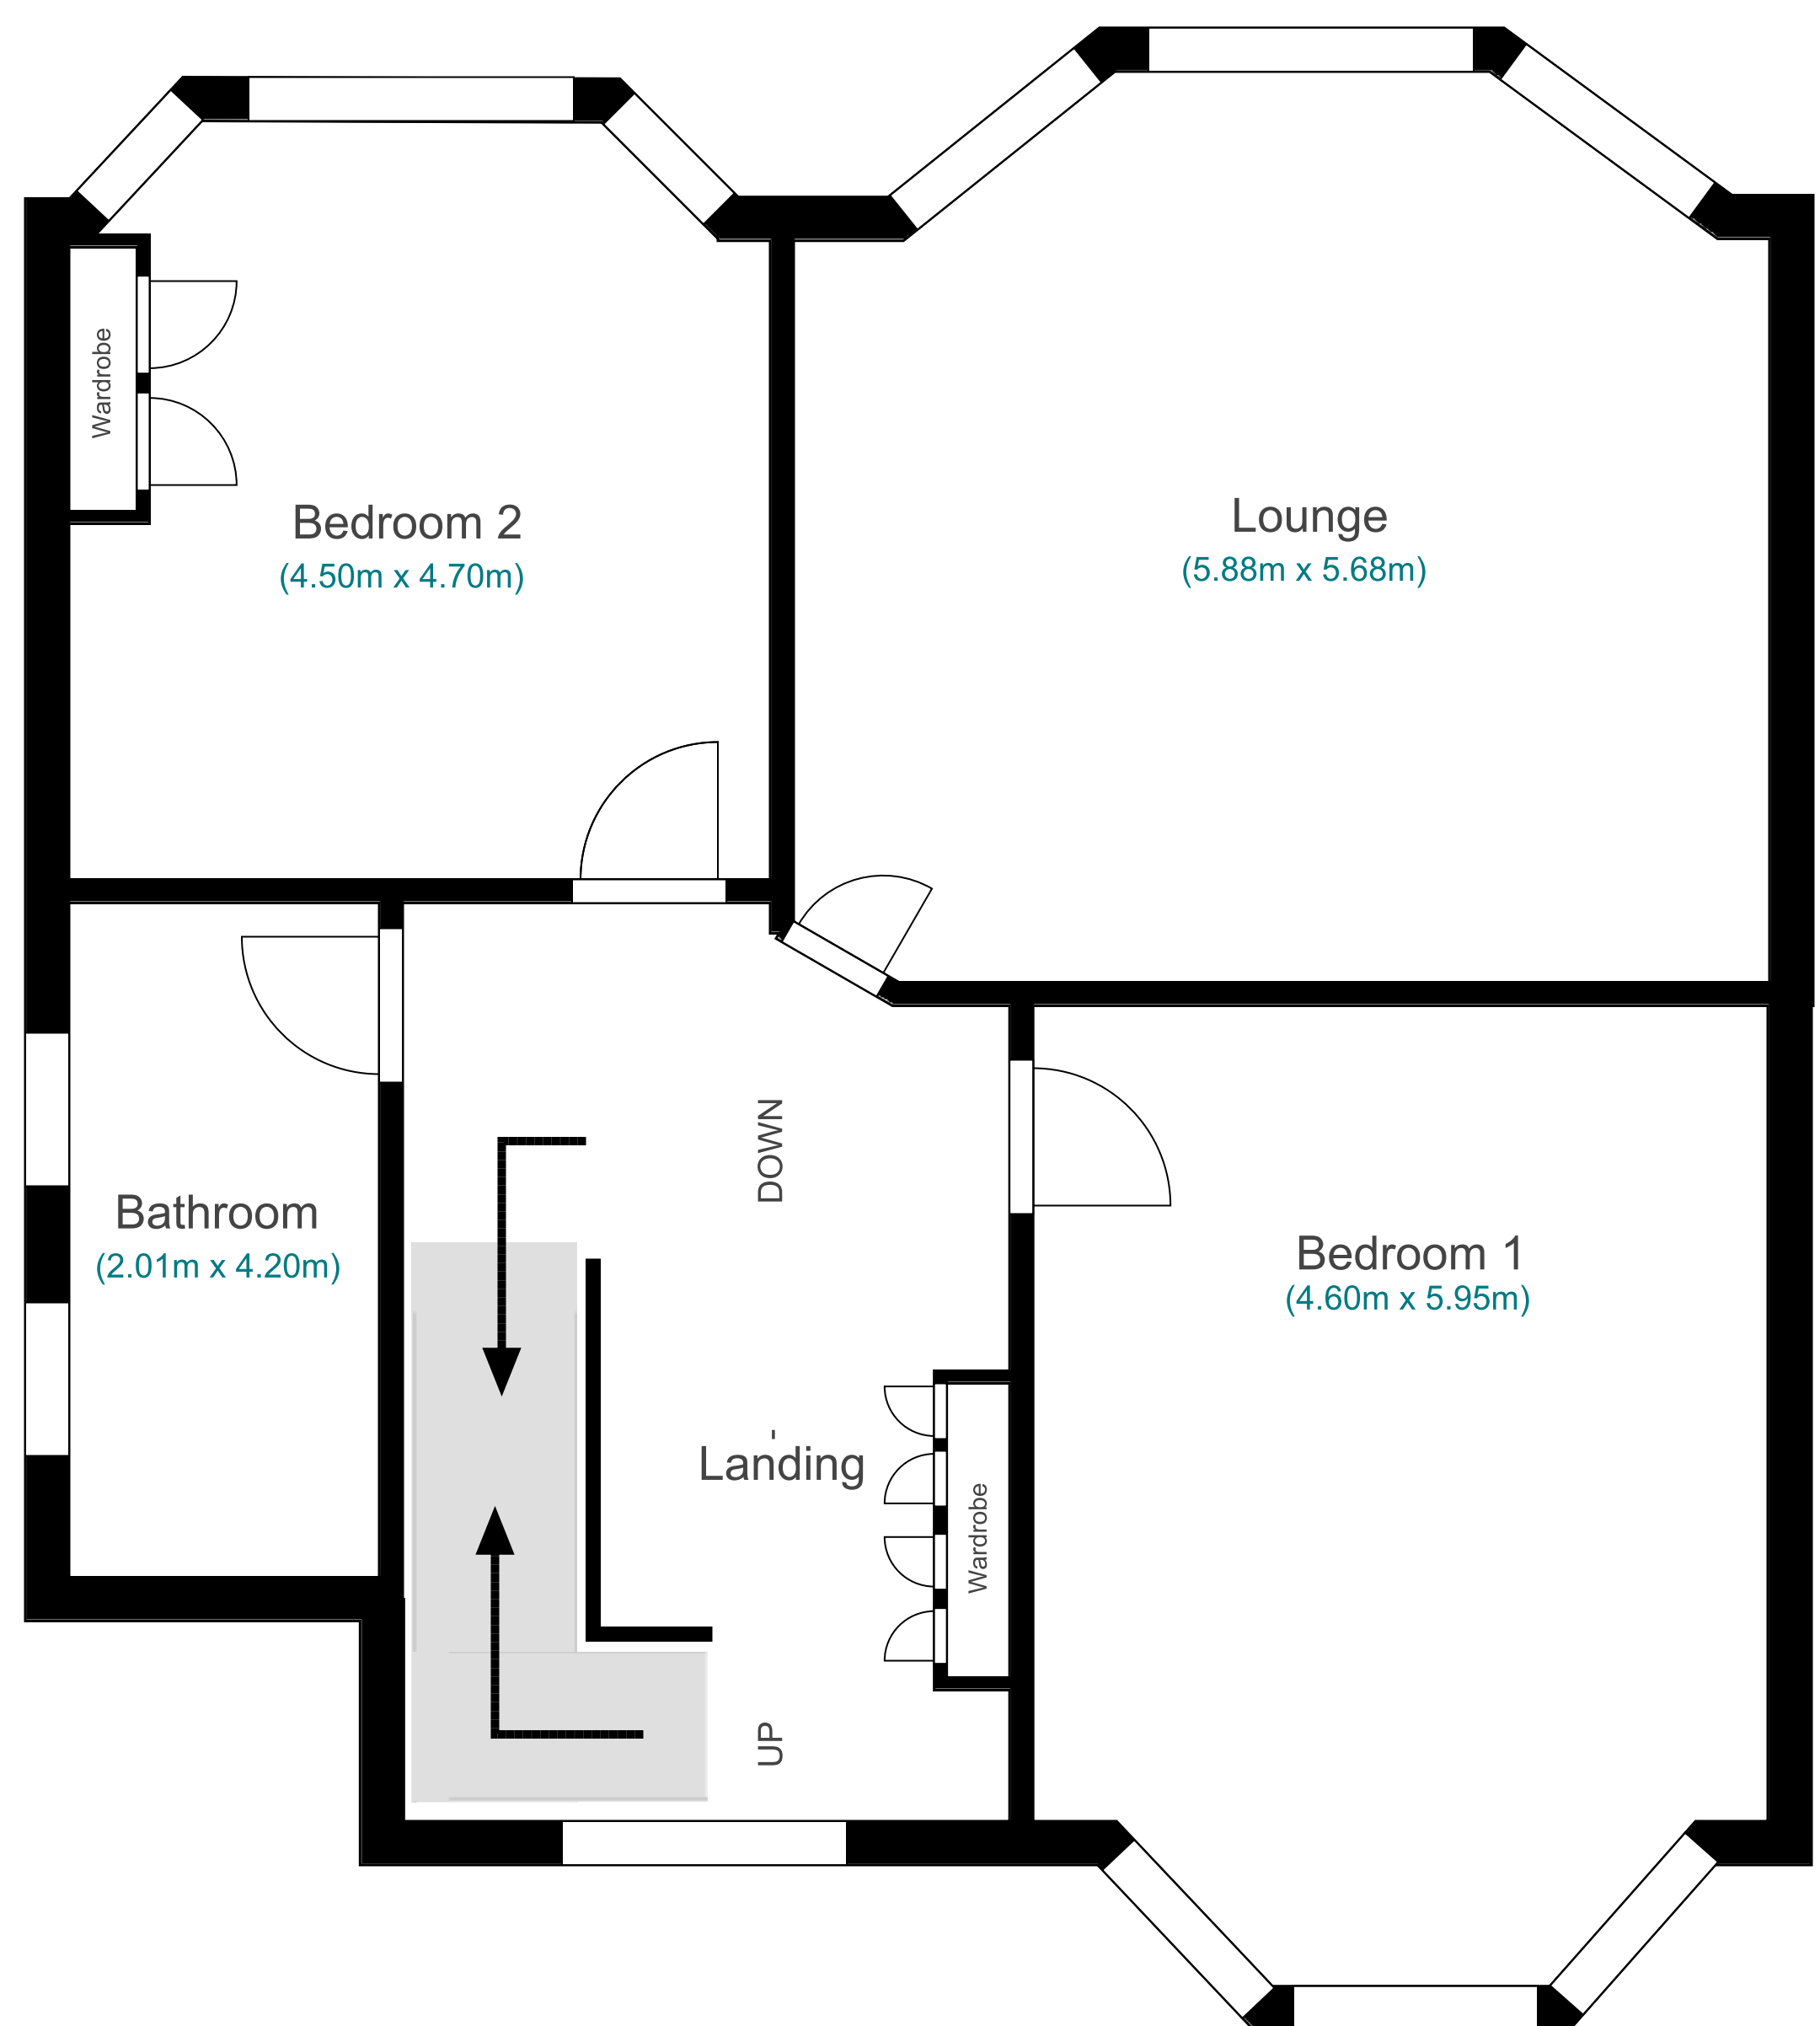 Wardrobe
Bedroom 2
(4.50m x 4.70m)
Lounge
(5.88m x 5.68m)
DOWN
Bathroom
(2.01m x 4.20m)
Bedroom 1
(4.60m x 5.95m)
-
Landing
Wardrobe
UP -